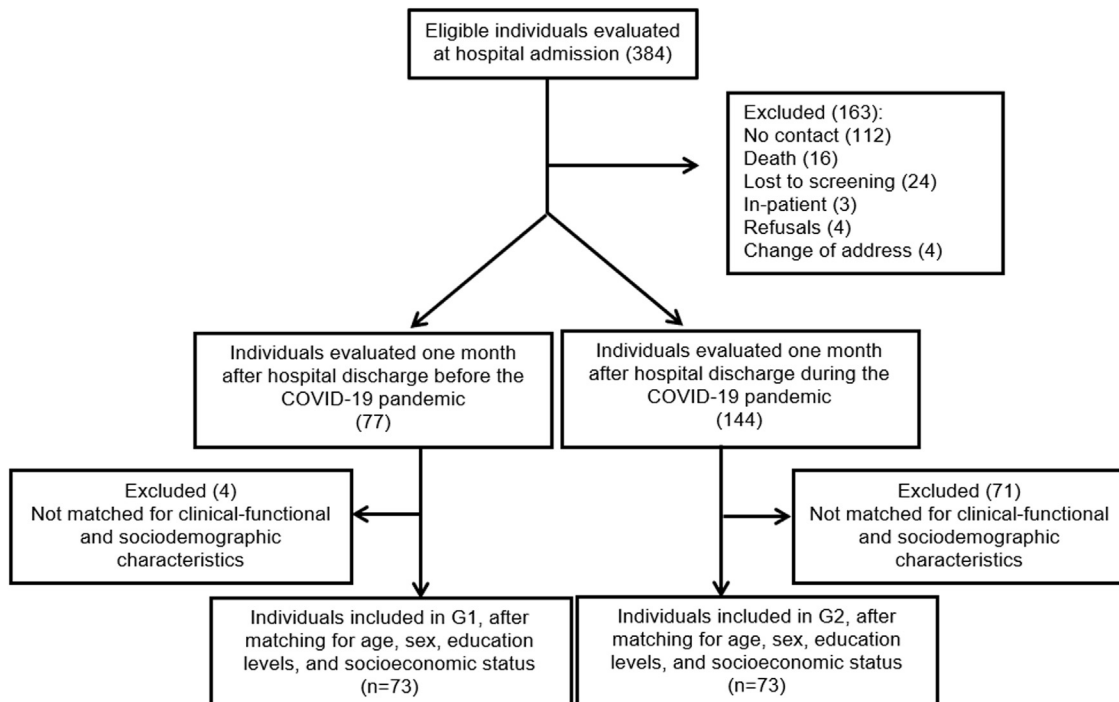 Eligible individuals evaluated
at hospital admission (384)
Excluded (163):
No contact (112)
Death (16)
Lost to screening (24)
In-patient (3)
Refusals (4)
Change of address (4)
Individuals evaluated one month
after hospital discharge before the
COVID-19 pandemic
(77)
Individuals evaluated one month
after hospital discharge during the
COVID-19 pandemic
(144)
Excluded (4)
Not matched for clinical-functional
and sociodemographic
characteristics
Excluded (71)
Not matched for clinical-functional
and sociodemographic
characteristics
Individuals included in G1, after
matching for age, sex, education
levels, and socioeconomic status
(n=73)
Individuals included in G2, after
matching for age, sex, education
levels, and socioeconomic status
(n=73)